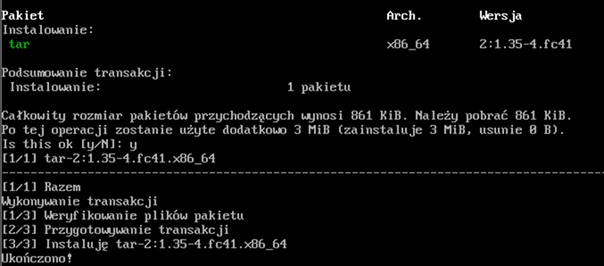 Pakiet Arch. Wersja
Instalowanie:
tar x86_64 2:1.35-4.fc41
Podsumowanie transakcji:
Instalowanie: 1 pakietu
Całkowity rozmiar pakietów przychodzących wynosi 861 KiB. Należy pobrać 861 KiB.
Po tej operacji zostanie użyte dodatkowo 3 MiB (zainstaluje 3 MiB, usunie 0 B).
Is this ok [y/N]: y
[1/1] tar-2:1.35-4.fc41.x86_64
--------------------------------------------------------------------------------
[1/1] Razem
Wykonywanie transakcji
[1/3] Weryfikowanie plików pakietu
[2/3] Przygotowywanie transakcji
[3/3] Instaluję tar-2:1.35-4.fc41.x86_64
Ukończono!